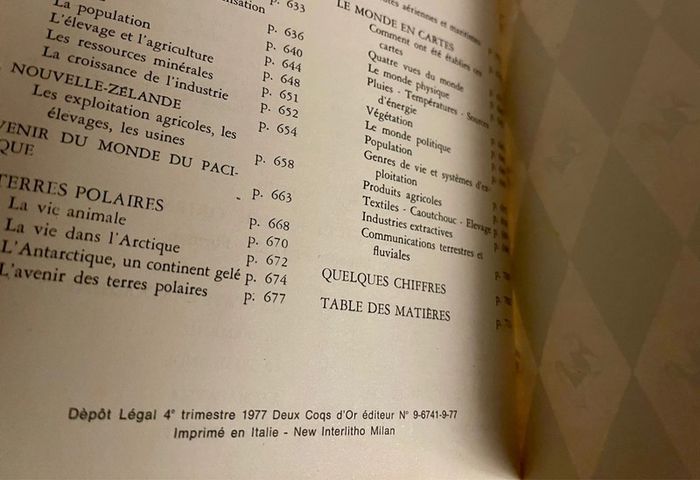 p. 633
La population p. 636
L'élevage et l'agriculture p. 640
Les ressources minérales p. 644
La croissance de l'industrie p. 648
NOUVELLE-ZÉLANDE p. 651
Les exploitation agricoles, les p. 652
élevages, les usines p. 654
DU MONDE DU PACI- p. 658
TERRES POLAIRES p. 663
La vie animale p. 668
La vie dans l'Arctique p. 670
L'Antarctique, un continent gelé p. 672
L'avenir des terres polaires p. 674
p. 677
aériennes et maritimes
LE MONDE EN CARTES
Comment ont été établies ces
cartes
Quatre vues du monde
Le monde physique
Pluies - Températures - Sources
d'énergie
Végétation
Le monde politique
Population
Genres de vie et systèmes d'ex-
ploitation
Produits agricoles
Textiles - Caoutchouc - Elevage
Industries extractives
Communications terrestres et
fluviales
QUELQUES CHIFFRES
TABLE DES MATIÈRES
Dèpôt Légal 4e trimestre 1977 Deux Coqs d'Or éditeur N° 9-6741-9-77
Imprimé en Italie - New Interlitho Milan